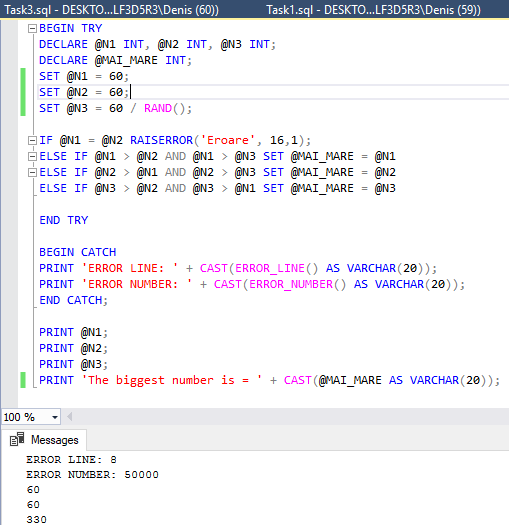 Task3.sql - DESKTO...LF3D5R3\Denis (60))    Task1.sql - DESKTO...LF3D5R3\Denis (59))
BEGIN TRY
DECLARE @N1 INT, @N2 INT, @N3 INT;
DECLARE @MAI_MARE INT;
SET @N1 = 60;
SET @N2 = 60;
SET @N3 = 60 / RAND();
IF @N1 = @N2 RAISERROR('Eroare', 16,1);
ELSE IF @N1 > @N2 AND @N1 > @N3 SET @MAI_MARE = @N1
ELSE IF @N2 > @N1 AND @N2 > @N3 SET @MAI_MARE = @N2
ELSE IF @N3 > @N2 AND @N3 > @N1 SET @MAI_MARE = @N3
END TRY
BEGIN CATCH
PRINT 'ERROR LINE: ' + CAST(ERROR_LINE() AS VARCHAR(20));
PRINT 'ERROR NUMBER: ' + CAST(ERROR_NUMBER() AS VARCHAR(20));
END CATCH;
PRINT @N1;
PRINT @N2;
PRINT @N3;
PRINT 'The biggest number is = ' + CAST(@MAI_MARE AS VARCHAR(20));
100 %
Messages
ERROR LINE: 8
ERROR NUMBER: 50000
60
60
330